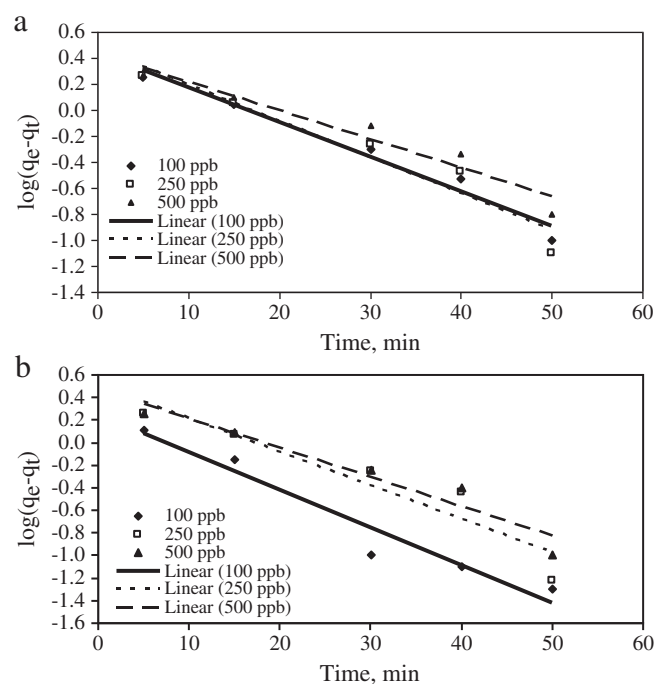 a
0.6
0.4
0.2
0.0
-0.2
-0.4
-0.6
-0.8
-1.0
-1.2
-1.4
log(qe-qt)
100 ppb
250 ppb
500 ppb
Linear (100 ppb)
Linear (250 ppb)
Linear (500 ppb)
0 10 20 30 40 50 60
Time, min
b
0.6
0.4
0.2
0.0
-0.2
-0.4
-0.6
-0.8
-1.0
-1.2
-1.4
-1.6
log(qe-qt)
100 ppb
250 ppb
500 ppb
Linear (100 ppb)
Linear (250 ppb)
Linear (500 ppb)
0 10 20 30 40 50 60
Time, min